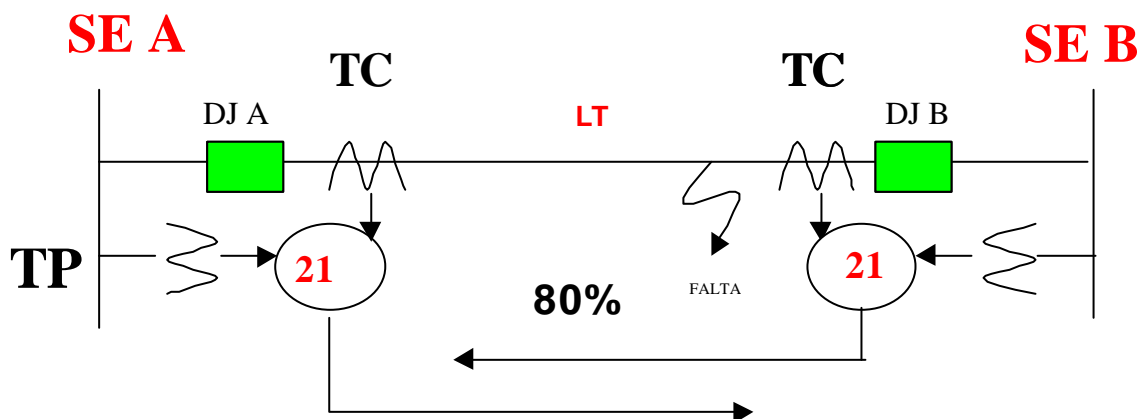 SE A
SE B
TC
TC
DJ A
LT
DJ B
TP
21
21
80%
FALTA